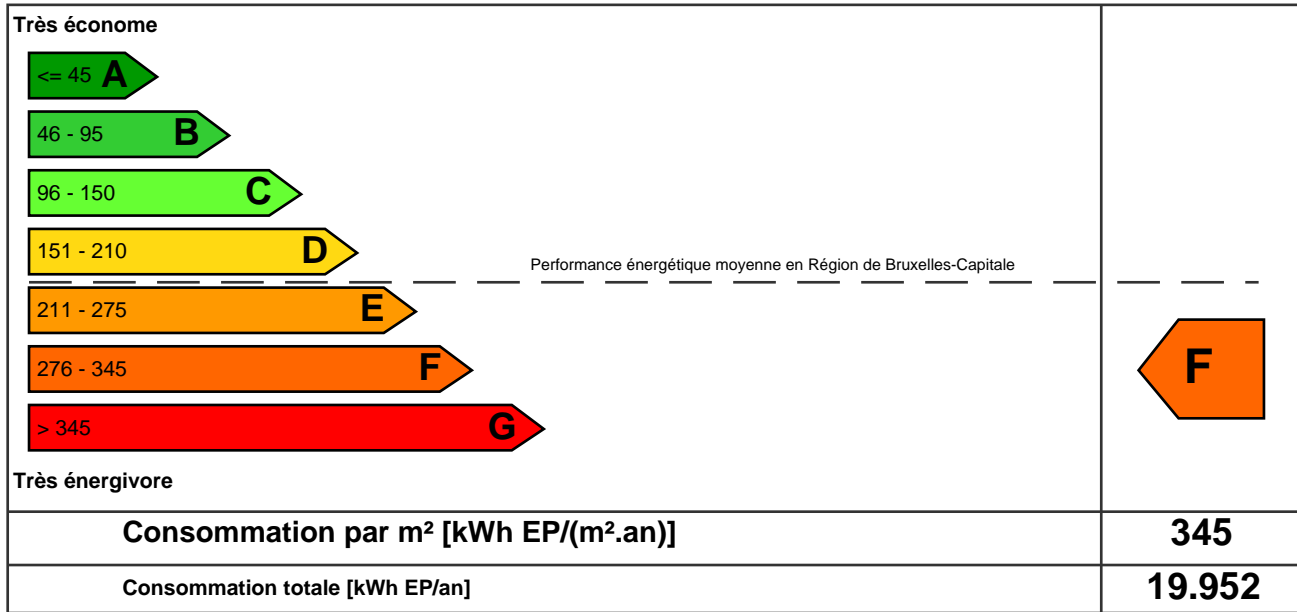 Très économe
<= 45 A
46 - 95 B
96 - 150 C
151 - 210 D
Performance énergétique moyenne en Région de Bruxelles-Capitale
211 - 275 E
276 - 345 F
F
> 345 G
Très énergivore
Consommation par m² [kWh EP/(m².an)] 345
Consommation totale [kWh EP/an] 19.952